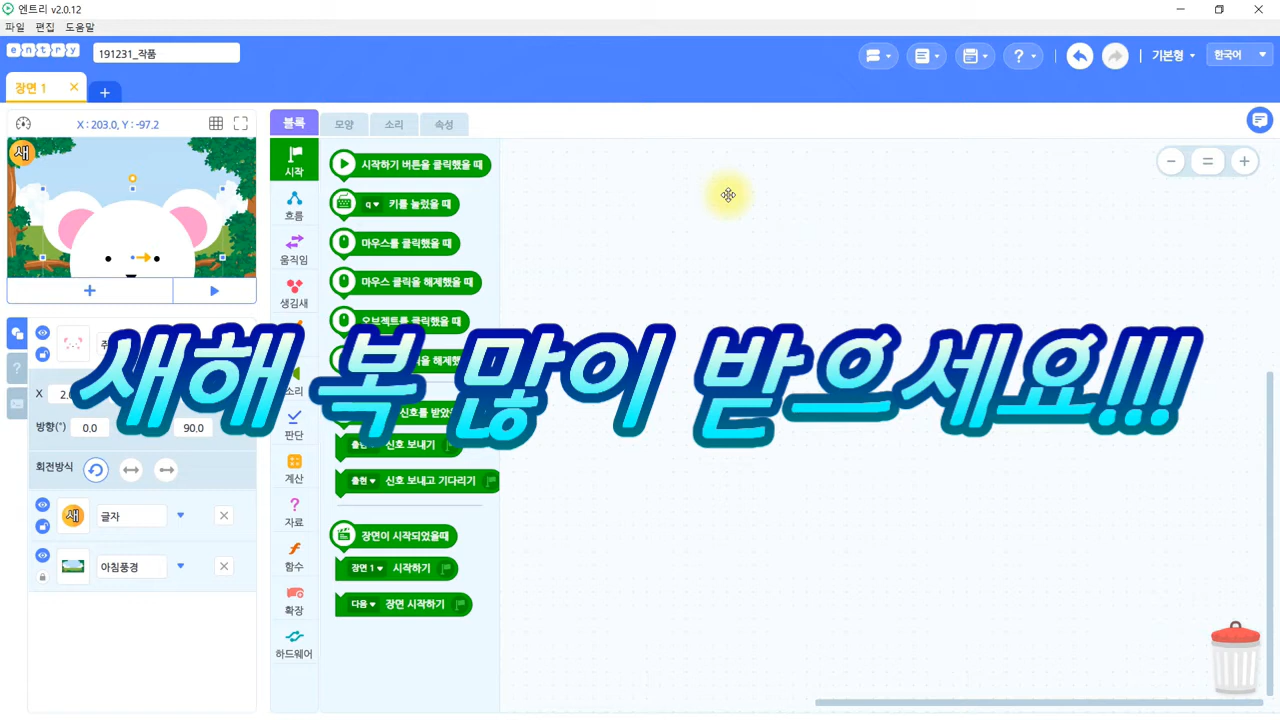 엔트리 v2.0.12
파일 편집 도움말
entry 191231_작품 기본형 한국어
장면 1
X : 203.0, Y : -97.2
블록 모양 소리 속성
새
시작
흐름
움직임
생김새
소리
판단
계산
자료
함수
확장
하드웨어
시작하기 버튼을 클릭했을 때
q 키를 눌렀을 때
마우스를 클릭했을 때
마우스 클릭을 해제했을 때
오브젝트를 클릭했을 때
새해 복 많이 받으세요!!!
신호 보내기
출현 신호 보내고 기다리기
장면이 시작되었을때
장면 1 시작하기
다음 장면 시작하기
X
방향(°) 0.0 90.0
회전방식
새 글자
아침풍경